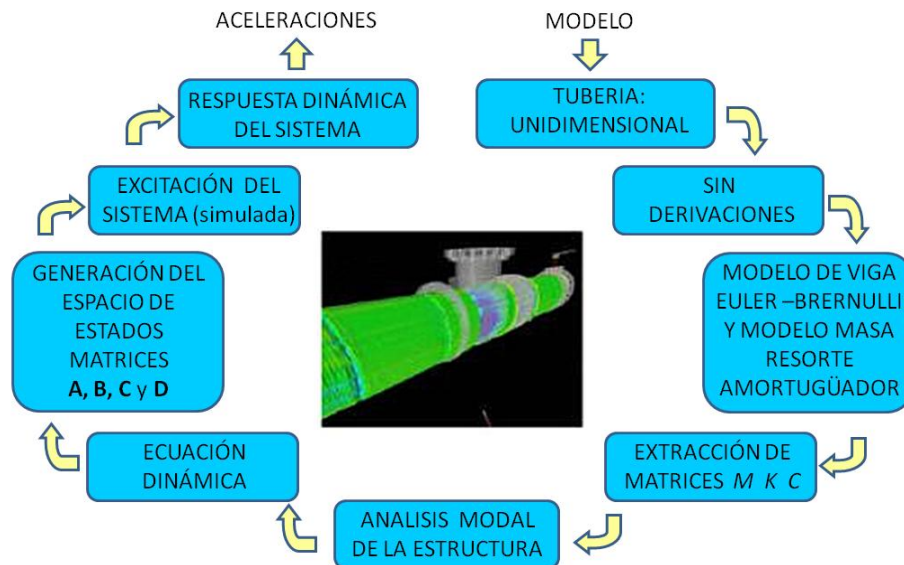 MODELO
TUBERIA:
UNIDIMENSIONAL
SIN
DERIVACIONES
MODELO DE VIGA
EULER –BRERNULLI
Y MODELO MASA
RESORTE
AMORTUGÜADOR
EXTRACCIÓN DE
MATRICES M K C
ANALISIS MODAL
DE LA ESTRUCTURA
ECUACIÓN
DINÁMICA
GENERACIÓN DEL
ESPACIO DE
ESTADOS
MATRICES
A, B, C y D
EXCITACIÓN DEL
SISTEMA (simulada)
RESPUESTA DINÁMICA
DEL SISTEMA
ACELERACIONES